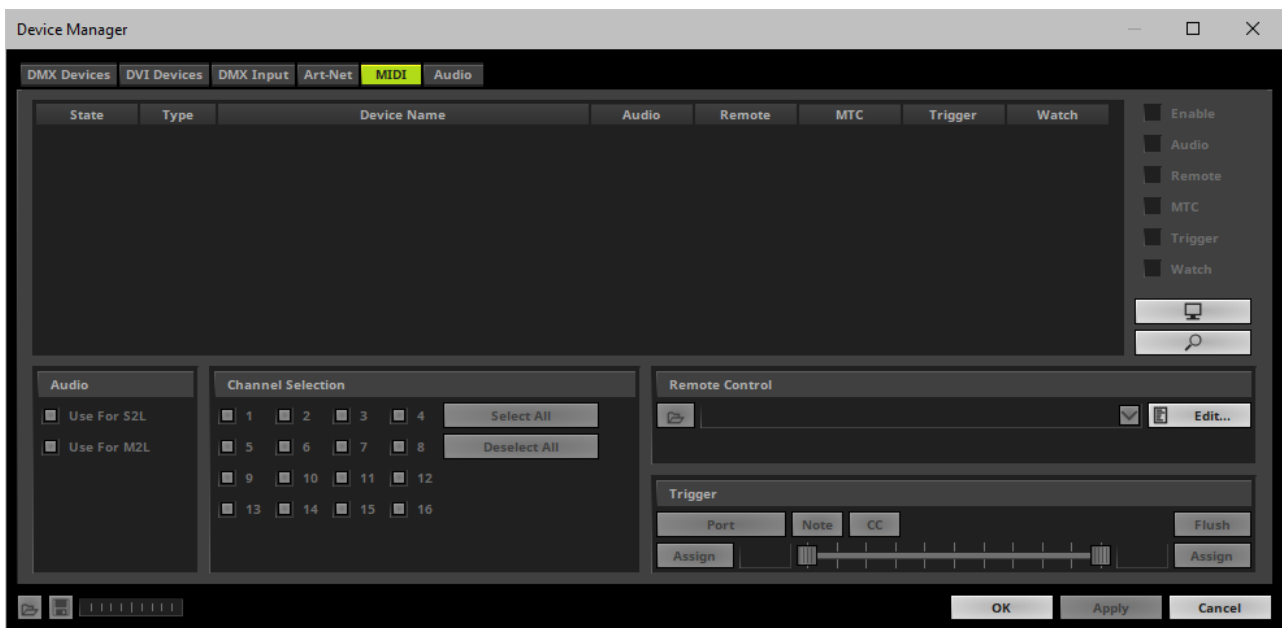 Device Manager
DMX Devices DVI Devices DMX Input Art-Net MIDI Audio
State Type Device Name Audio Remote MTC Trigger Watch
Enable
Audio
Remote
MTC
Trigger
Watch
Audio
Use For S2L
Use For M2L
Channel Selection
1 2 3 4 Select All
5 6 7 8 Deselect All
9 10 11 12
13 14 15 16
Remote Control
Edit...
Trigger
Port Note CC Flush
Assign Assign
OK Apply Cancel